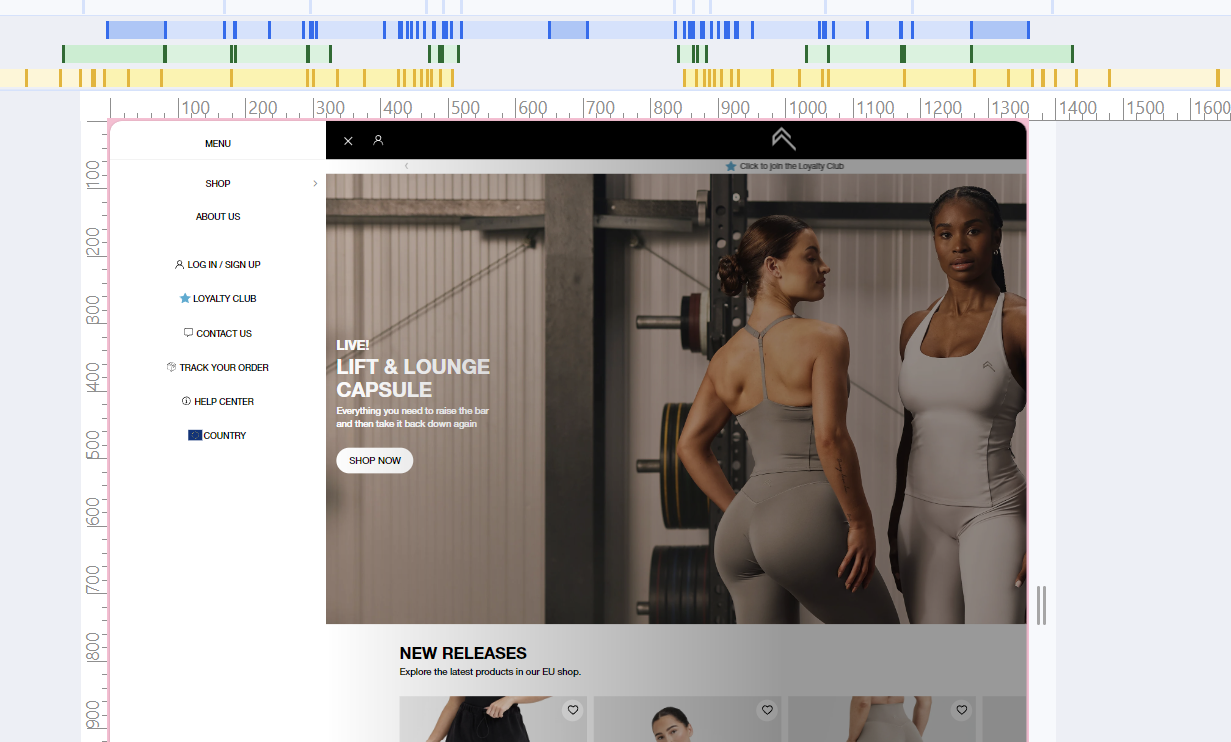 100
200
300
400
500
600
700
800
900
1000
1100
1200
1300
1400
1500
1600
100
200
300
400
500
600
700
800
900
MENU
SHOP
ABOUT US
LOG IN / SIGN UP
LOYALTY CLUB
CONTACT US
TRACK YOUR ORDER
HELP CENTER
COUNTRY
Click to join the Loyalty Club
LIVE!
LIFT & LOUNGE
CAPSULE
Everything you need to raise the bar
and then take it back down again
SHOP NOW
NEW RELEASES
Explore the latest products in our EU shop.